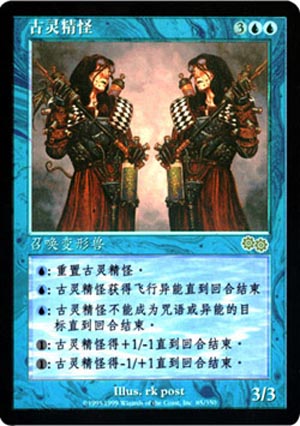 古灵精怪 3
召唤变形兽
: 重置古灵精怪。
: 古灵精怪获得飞行异能直到回合结束
: 古灵精怪不能成为咒语或异能的目
标直到回合结束
1: 古灵精怪得+1/-1直到回合结束
1: 古灵精怪得-1/+1直到回合结束
Illus. rk post
3/3